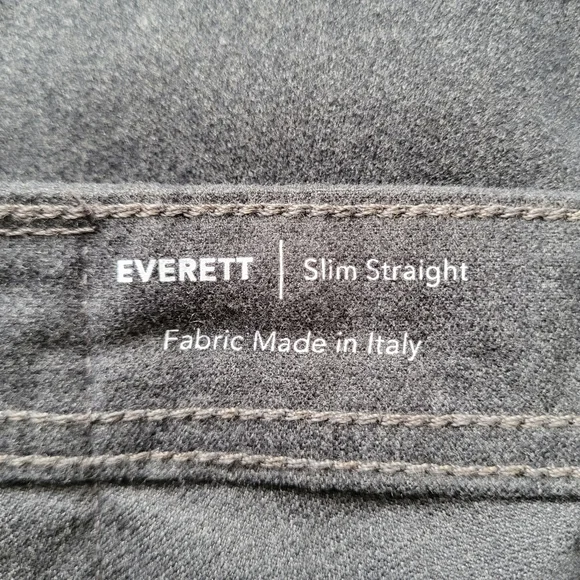 EVERETT | Slim Straight
Fabric Made in Italy